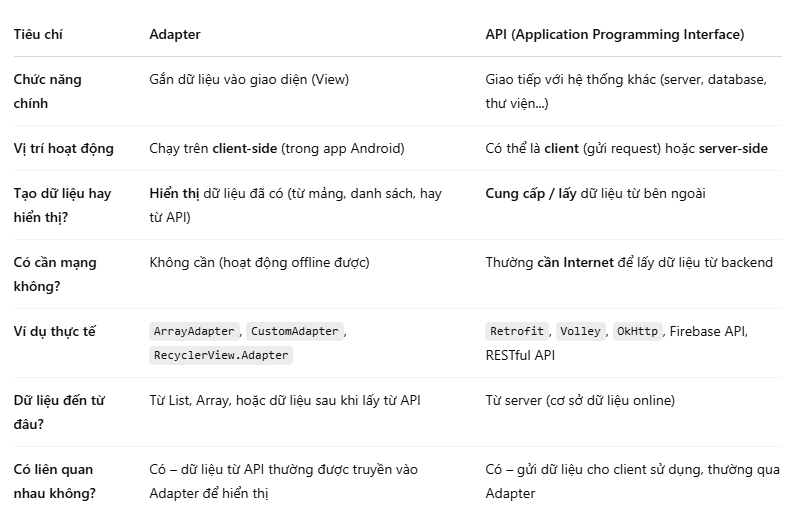 Tiêu chí Adapter API (Application Programming Interface)
Chức năng Gắn dữ liệu vào giao diện (View) Giao tiếp với hệ thống khác (server, database,
chính thư viện...)
Vị trí hoạt động Chạy trên client-side (trong app Android) Có thể là client (gửi request) hoặc server-side
Tạo dữ liệu hay Hiển thị dữ liệu đã có (từ mảng, danh sách, hay Cung cấp / lấy dữ liệu từ bên ngoài
hiển thị? từ API)
Có cần mạng Không cần (hoạt động offline được) Thường cần Internet để lấy dữ liệu từ backend
không?
Ví dụ thực tế ArrayAdapter, CustomAdapter, Retrofit, Volley, OkHttp, Firebase API,
RecyclerView.Adapter RESTful API
Dữ liệu đến từ Từ List, Array, hoặc dữ liệu sau khi lấy từ API Từ server (cơ sở dữ liệu online)
đâu?
Có liên quan Có – dữ liệu từ API thường được truyền vào Có – gửi dữ liệu cho client sử dụng, thường qua
nhau không? Adapter để hiển thị Adapter